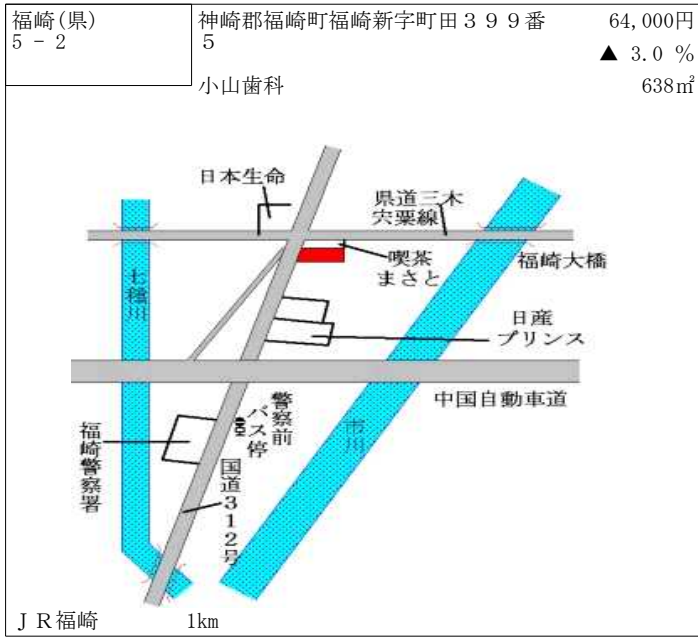 福崎(県)
5 - 2
神崎郡福崎町福崎新字町田３９９番
5
小山歯科
64,000円
▲ 3.0 %
638㎡
日本生命
県道三木
宍粟線
喫茶
まさと
福崎大橋
七種川
日産
プリンス
中国自動車道
警察前
バス停
福崎警察署
市川
国道312号
ＪＲ福崎
1km